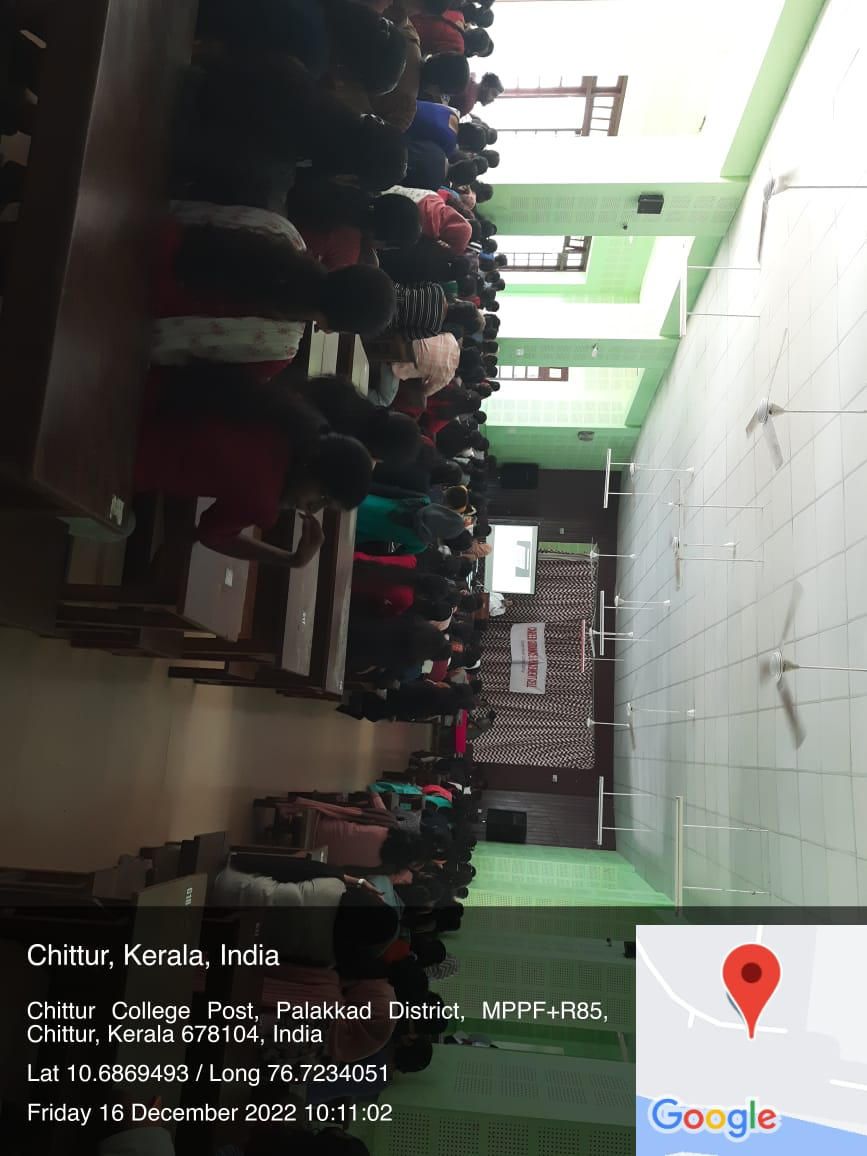 Chittur, Kerala, India
Chittur College Post, Palakkad District, MPPF+R85,
Chittur, Kerala 678104, India
Lat 10.6869493 / Long 76.7234051
Friday 16 December 2022 10:11:02
Google